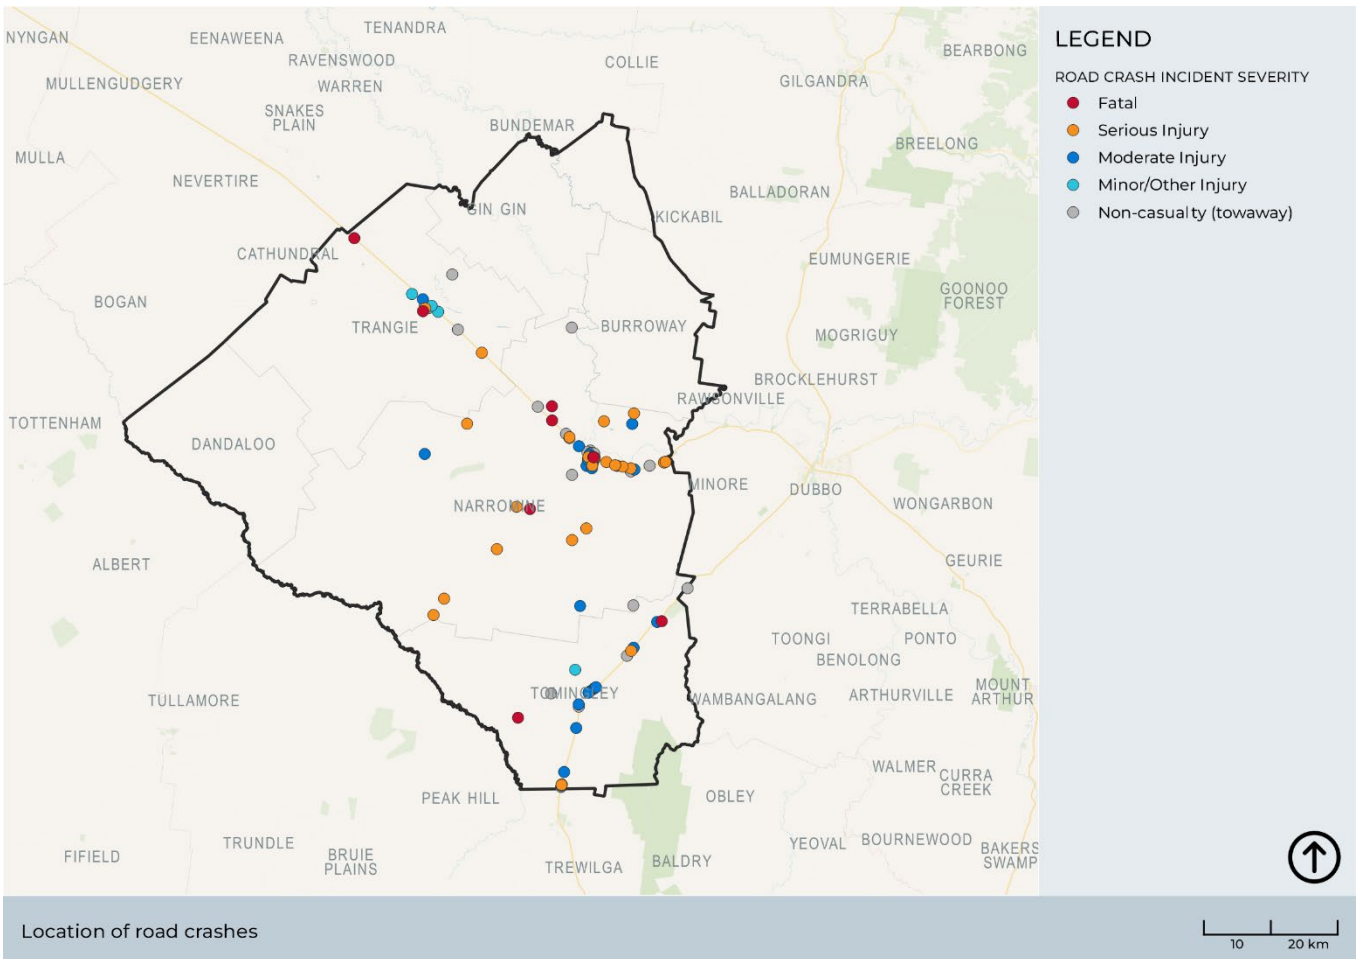 NYNGAN
EENAWEENA
TENANDRA
RAVENSWOOD
COLLIE
BEARBONG
MULLENGUDGERY
WARREN
GILGANDRA
SNAKES
PLAIN
BUNDEMAR
BREELONG
MULLA
NEVERTIRE
BALLADORAN
GIN GIN
KICKABIL
CATHUNDRAL
EUMUNGERIE
BOGAN
GOONOO
FOREST
TRANGIE
BURROWAY
MOGRIGUY
BROCKLEHURST
RAWSONVILLE
TOTTENHAM
DANDALOO
MINORE
DUBBO
NARROMINE
WONGARBON
ALBERT
GEURIE
TERRABELLA
TOONGI
PONTO
BENOLONG
TULLAMORE
TOMINGLEY
WAMBANGALANG
ARTHURVILLE
MOUNT
ARTHUR
WALMER
CURRA
CREEK
PEAK HILL
OBLEY
TRUNDLE
YEOVAL
BOURNEWOOD
FIFIELD
BRUIE
PLAINS
TREWILGA
BALDRY
BAKERS
SWAMP
LEGEND
ROAD CRASH INCIDENT SEVERITY
Fatal
Serious Injury
Moderate Injury
Minor/Other Injury
Non-casualty (towaway)
Location of road crashes
10 20 km